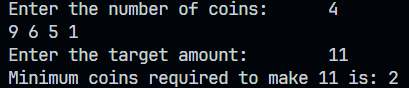 Enter the number of coins: 4
9 6 5 1
Enter the target amount: 11
Minimum coins required to make 11 is: 2